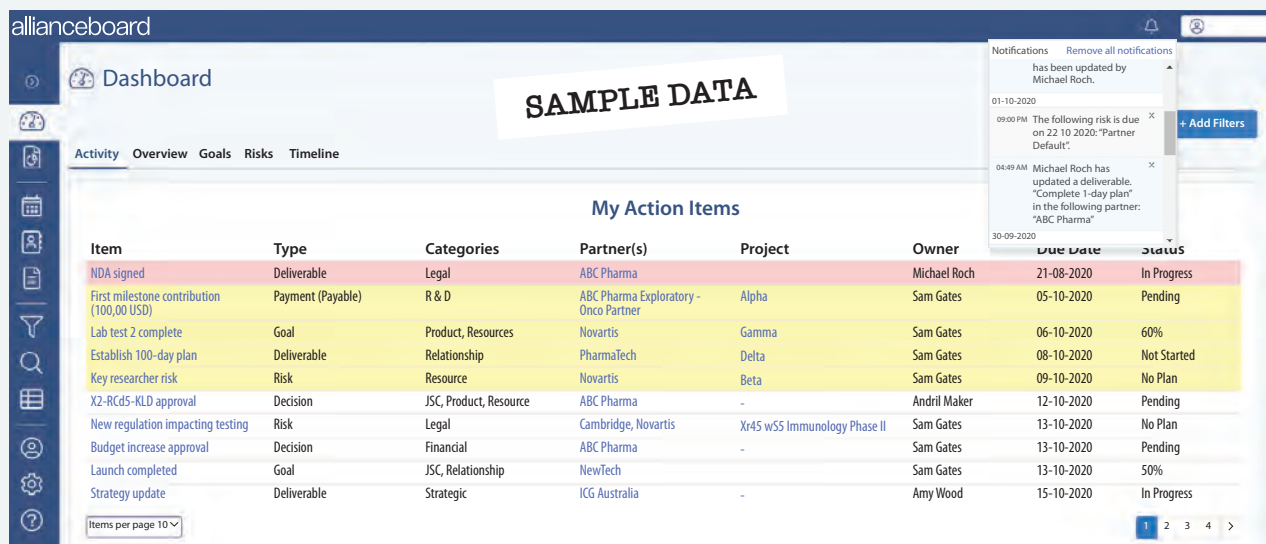 allianceboard
Dashboard
SAMPLE DATA
Notifications Remove all notifications
has been updated by
Michael Roch.
01-10-2020
09:00 PM The following risk is due
on 22 10 2020: “Partner
Default”.
04:49 AM Michael Roch has
updated a deliverable.
“Complete 1-day plan”
in the following partner:
“ABC Pharma”
30-09-2020
+ Add Filters
Activity Overview Goals Risks Timeline
My Action Items
Item Type Categories Partner(s) Project Owner Due Date Status
NDA signed Deliverable Legal ABC Pharma Michael Roch 21-08-2020 In Progress
First milestone contribution Payment (Payable) R & D ABC Pharma Exploratory - Alpha Sam Gates 05-10-2020 Pending
(100,00 USD) Onco Partner
Lab test 2 complete Goal Product, Resources Novartis Gamma Sam Gates 06-10-2020 60%
Establish 100-day plan Deliverable Relationship PharmaTech Delta Sam Gates 08-10-2020 Not Started
Key researcher risk Risk Resource Novartis Beta Sam Gates 09-10-2020 No Plan
X2-RCd5-KLD approval Decision JSC, Product, Resource ABC Pharma - Andril Maker 12-10-2020 Pending
New regulation impacting testing Risk Legal Cambridge, Novartis Xr45 wS5 Immunology Phase II Sam Gates 13-10-2020 No Plan
Budget increase approval Decision Financial ABC Pharma - Sam Gates 13-10-2020 Pending
Launch completed Goal JSC, Relationship NewTech Sam Gates 13-10-2020 50%
Strategy update Deliverable Strategic ICG Australia - Amy Wood 15-10-2020 In Progress
Items per page 10 1 2 3 4 >